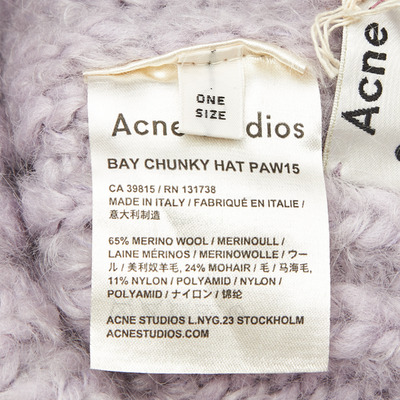 ONE
SIZE
Acne Studios
BAY CHUNKY HAT PAW15
CA 39815 / RN 131738
MADE IN ITALY / FABRIQUÉ EN ITALIE /
意大利制造
65% MERINO WOOL / MERINOULL /
LAINE MÉRINOS / MERINOWOLLE / ウー
ル / 美利奴羊毛, 24% MOHAIR / 毛 / 马海毛,
11% NYLON / POLYAMID / NYLON /
POLYAMID / ナイロン / 锦纶
ACNE STUDIOS L.NYG.23 STOCKHOLM
ACNESTUDIOS.COM
Acne